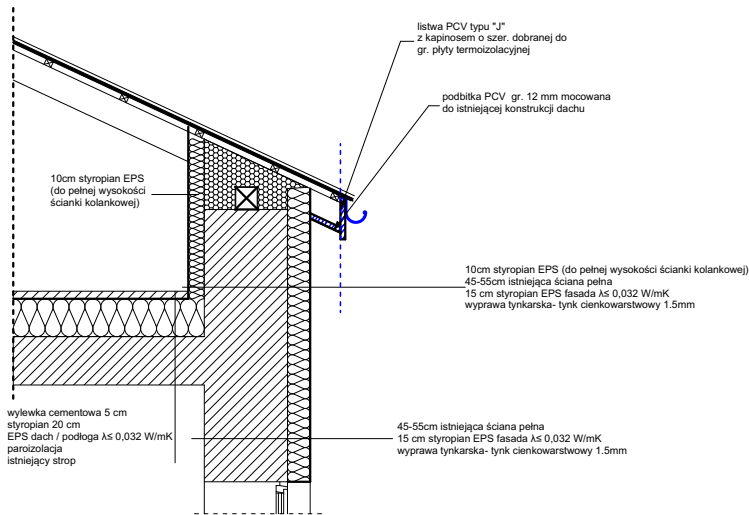 listwa PCV typu "J"
z kapinosem o szer. dobranej do
gr. płyty termoizolacyjnej
podbitka PCV gr. 12 mm mocowana
do istniejącej konstrukcji dachu
10cm styropian EPS
(do pełnej wysokości
ścianki kolankowej)
10cm styropian EPS (do pełnej wysokości ścianki kolankowej)
45-55cm istniejąca ściana pełna
15 cm styropian EPS fasada λ≤ 0,032 W/mK
wyprawa tynkarska- tynk cienkowarstwowy 1.5mm
wylewka cementowa 5 cm
styropian 20 cm
EPS dach / podłoga λ≤ 0,032 W/mK
paroizolacja
istniejący strop
45-55cm istniejąca ściana pełna
15 cm styropian EPS fasada λ≤ 0,032 W/mK
wyprawa tynkarska- tynk cienkowarstwowy 1.5mm